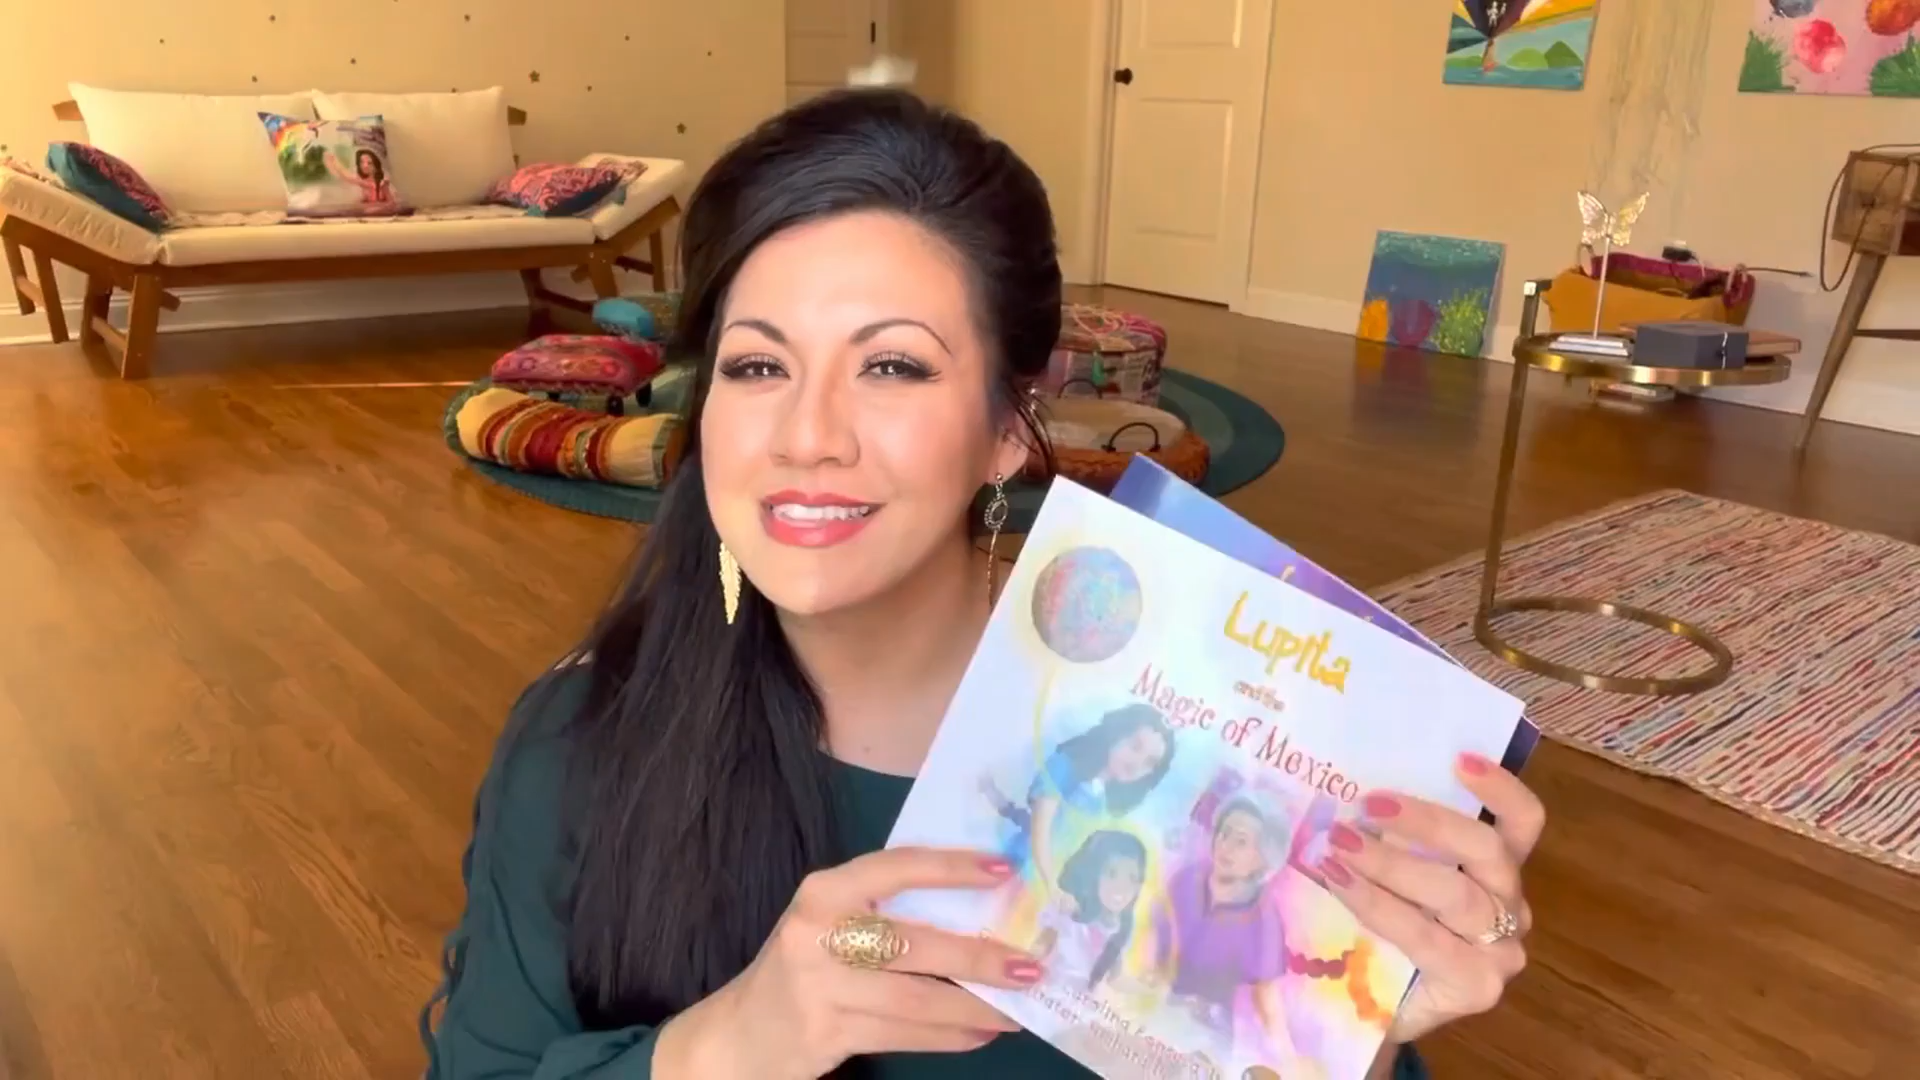 Lupita
and the
Magic of Mexico